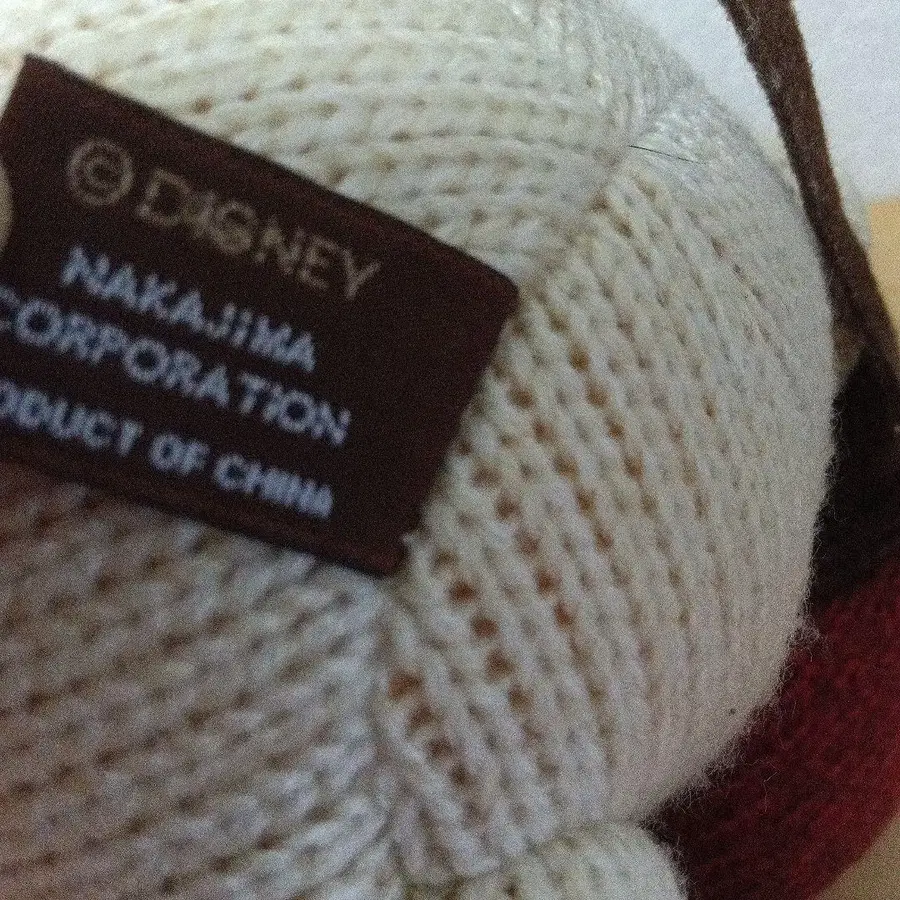 © DISNEY
NAKAJIMA
CORPORATION
ODUCT OF CHINA